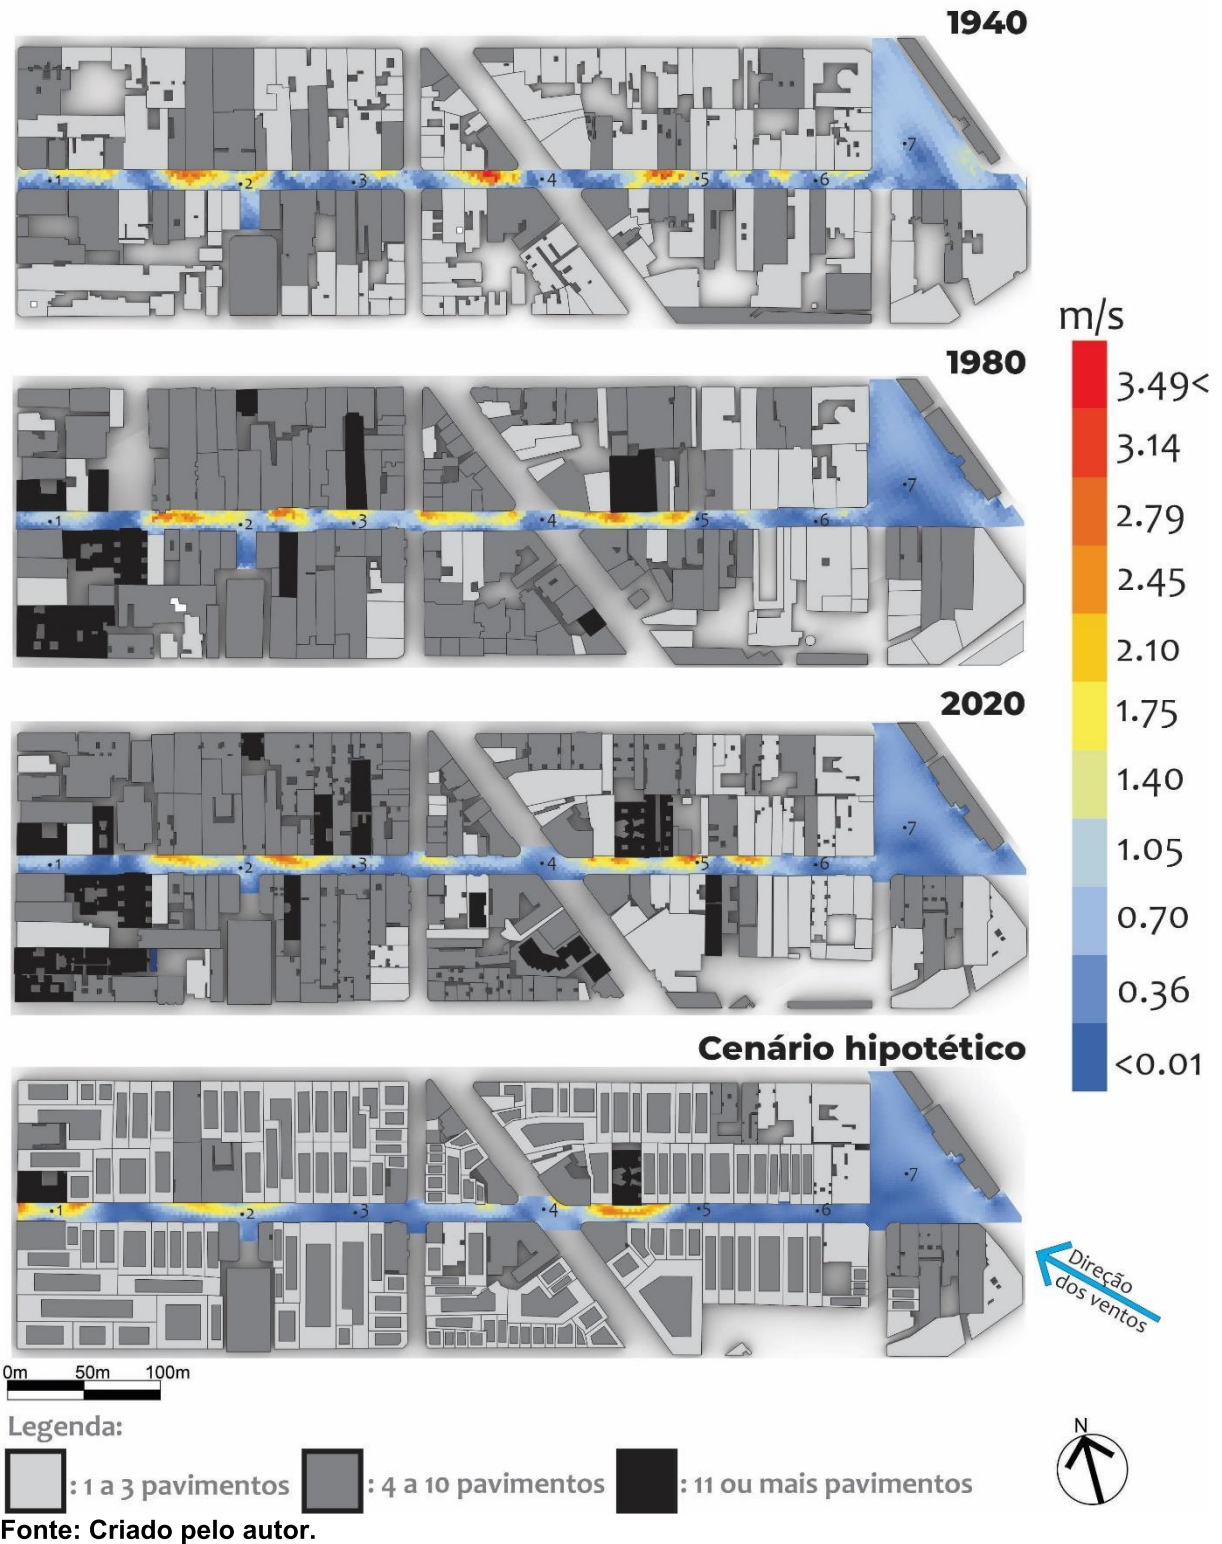 1940
•1 •2 •3 •4 •5 •6 •7
1980
•1 •2 •3 •4 •5 •6 •7
2020
•1 •2 •3 •4 •5 •6 •7
Cenário hipotético
•1 •2 •3 •4 •5 •6 •7
m/s
3.49<
3.14
2.79
2.45
2.10
1.75
1.40
1.05
0.70
0.36
<0.01
Direção
dos ventos
0m 50m 100m
Legenda:
: 1 a 3 pavimentos : 4 a 10 pavimentos : 11 ou mais pavimentos
N
Fonte: Criado pelo autor.